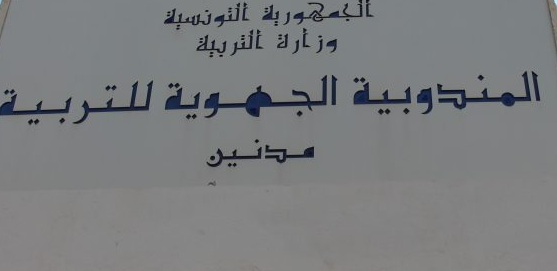 الجمهورية التونسية
وزارة التربية
المندوبية الجهوية للتربية
مدنين